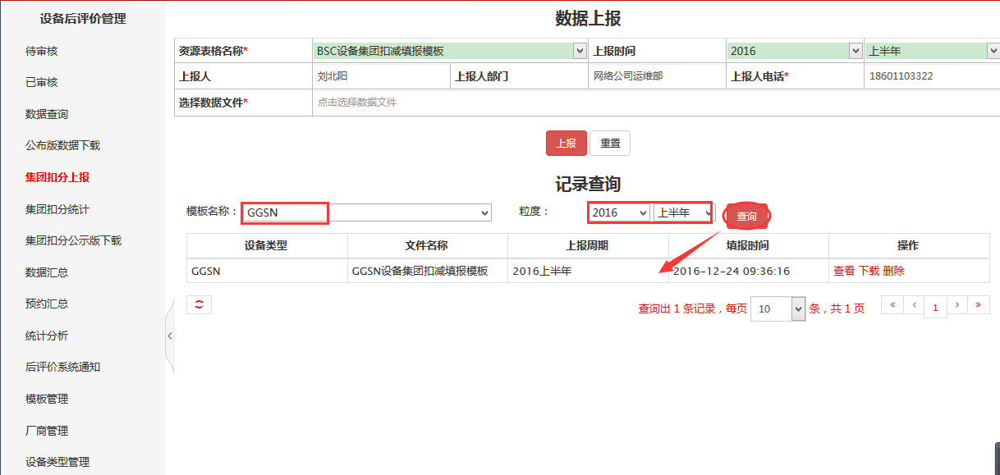 设备后评价管理
待审核
已审核
数据查询
公布版数据下载
集团扣分上报
集团扣分统计
集团扣分公示版下载
数据汇总
预约汇总
统计分析
后评价系统通知
模板管理
厂商管理
设备类型管理
数据上报
资源表格名称* BSC设备集团扣减填报模板 上报时间 2016 上半年
上报人 刘北阳 上报人部门 网络公司运维部 上报人电话* 18601103322
选择数据文件* 点击选择数据文件
上报 重置
记录查询
模板名称： GGSN 粒度： 2016 上半年 查询
设备类型 文件名称 上报周期 填报时间 操作
GGSN GGSN设备集团扣减填报模板 2016上半年 2016-12-24 09:36:16 查看 下载 删除
查询出 1 条记录，每页 10 条，共 1 页 « ‹ 1 › »